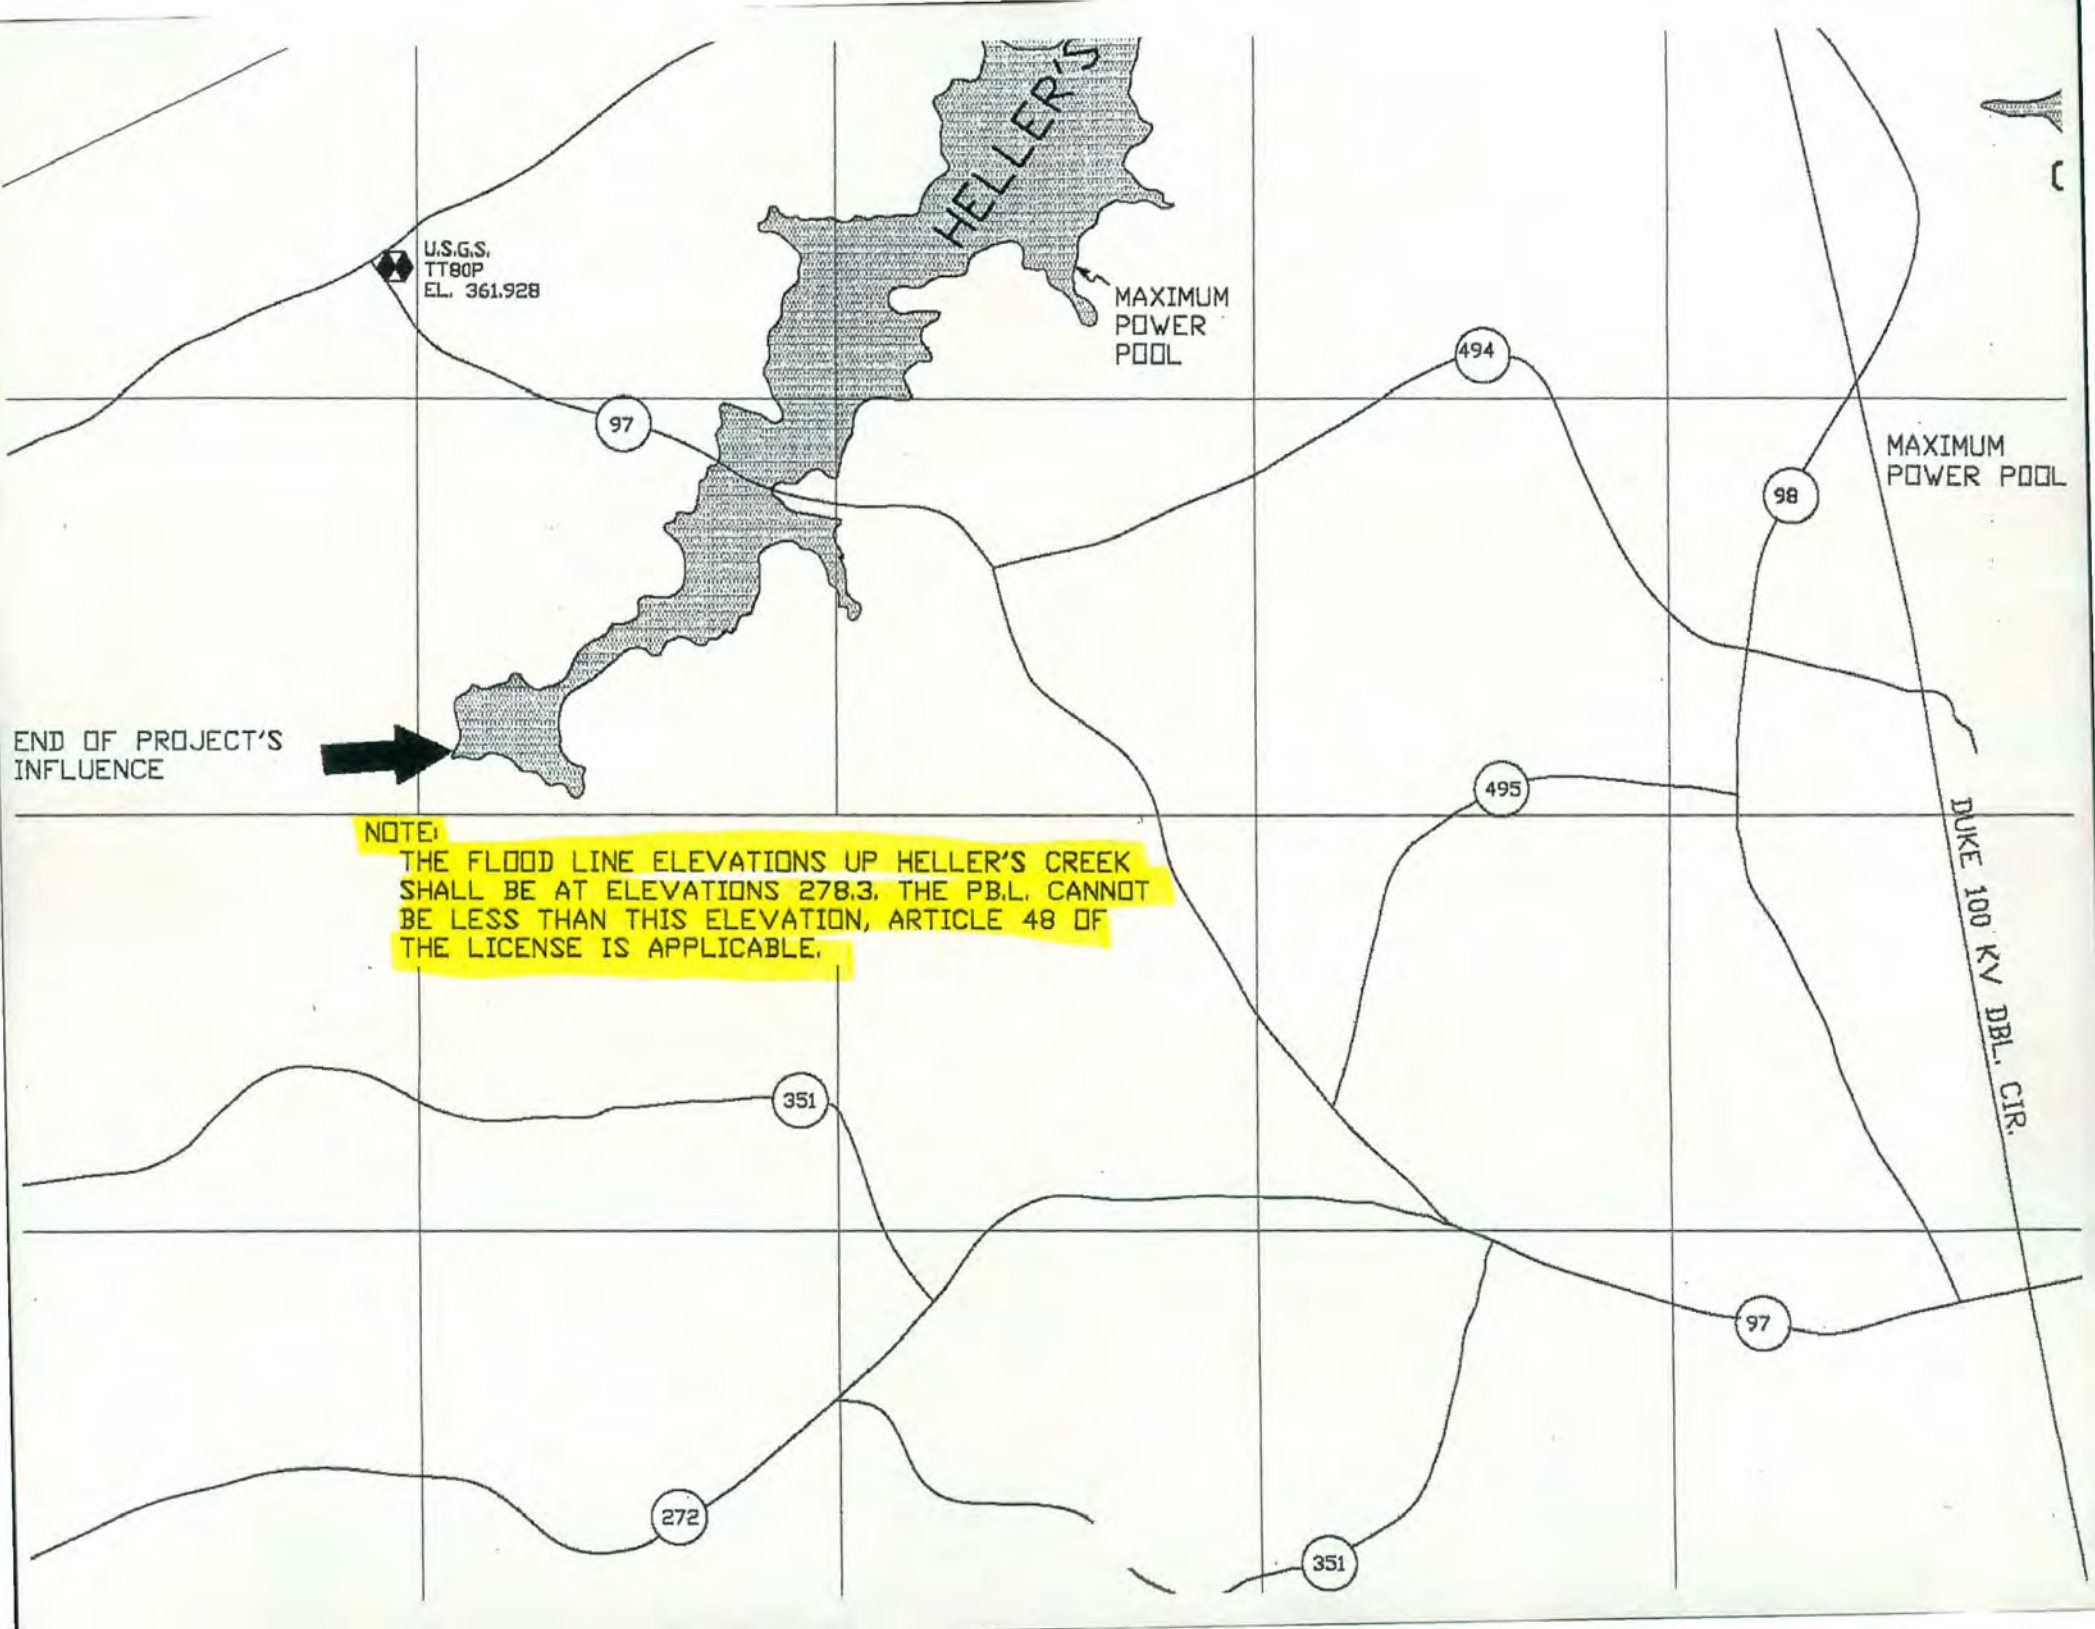 HELLER'S
U.S.G.S.
TT80P
EL. 361.928
MAXIMUM
POWER
POOL
494
97
MAXIMUM
POWER POOL
98
END OF PROJECT'S
INFLUENCE
495
NOTE:
THE FLOOD LINE ELEVATIONS UP HELLER'S CREEK
SHALL BE AT ELEVATIONS 278.3. THE P.B.L. CANNOT
BE LESS THAN THIS ELEVATION, ARTICLE 48 OF
THE LICENSE IS APPLICABLE.
DUKE 100 KV DBL. CIR.
351
97
272
351